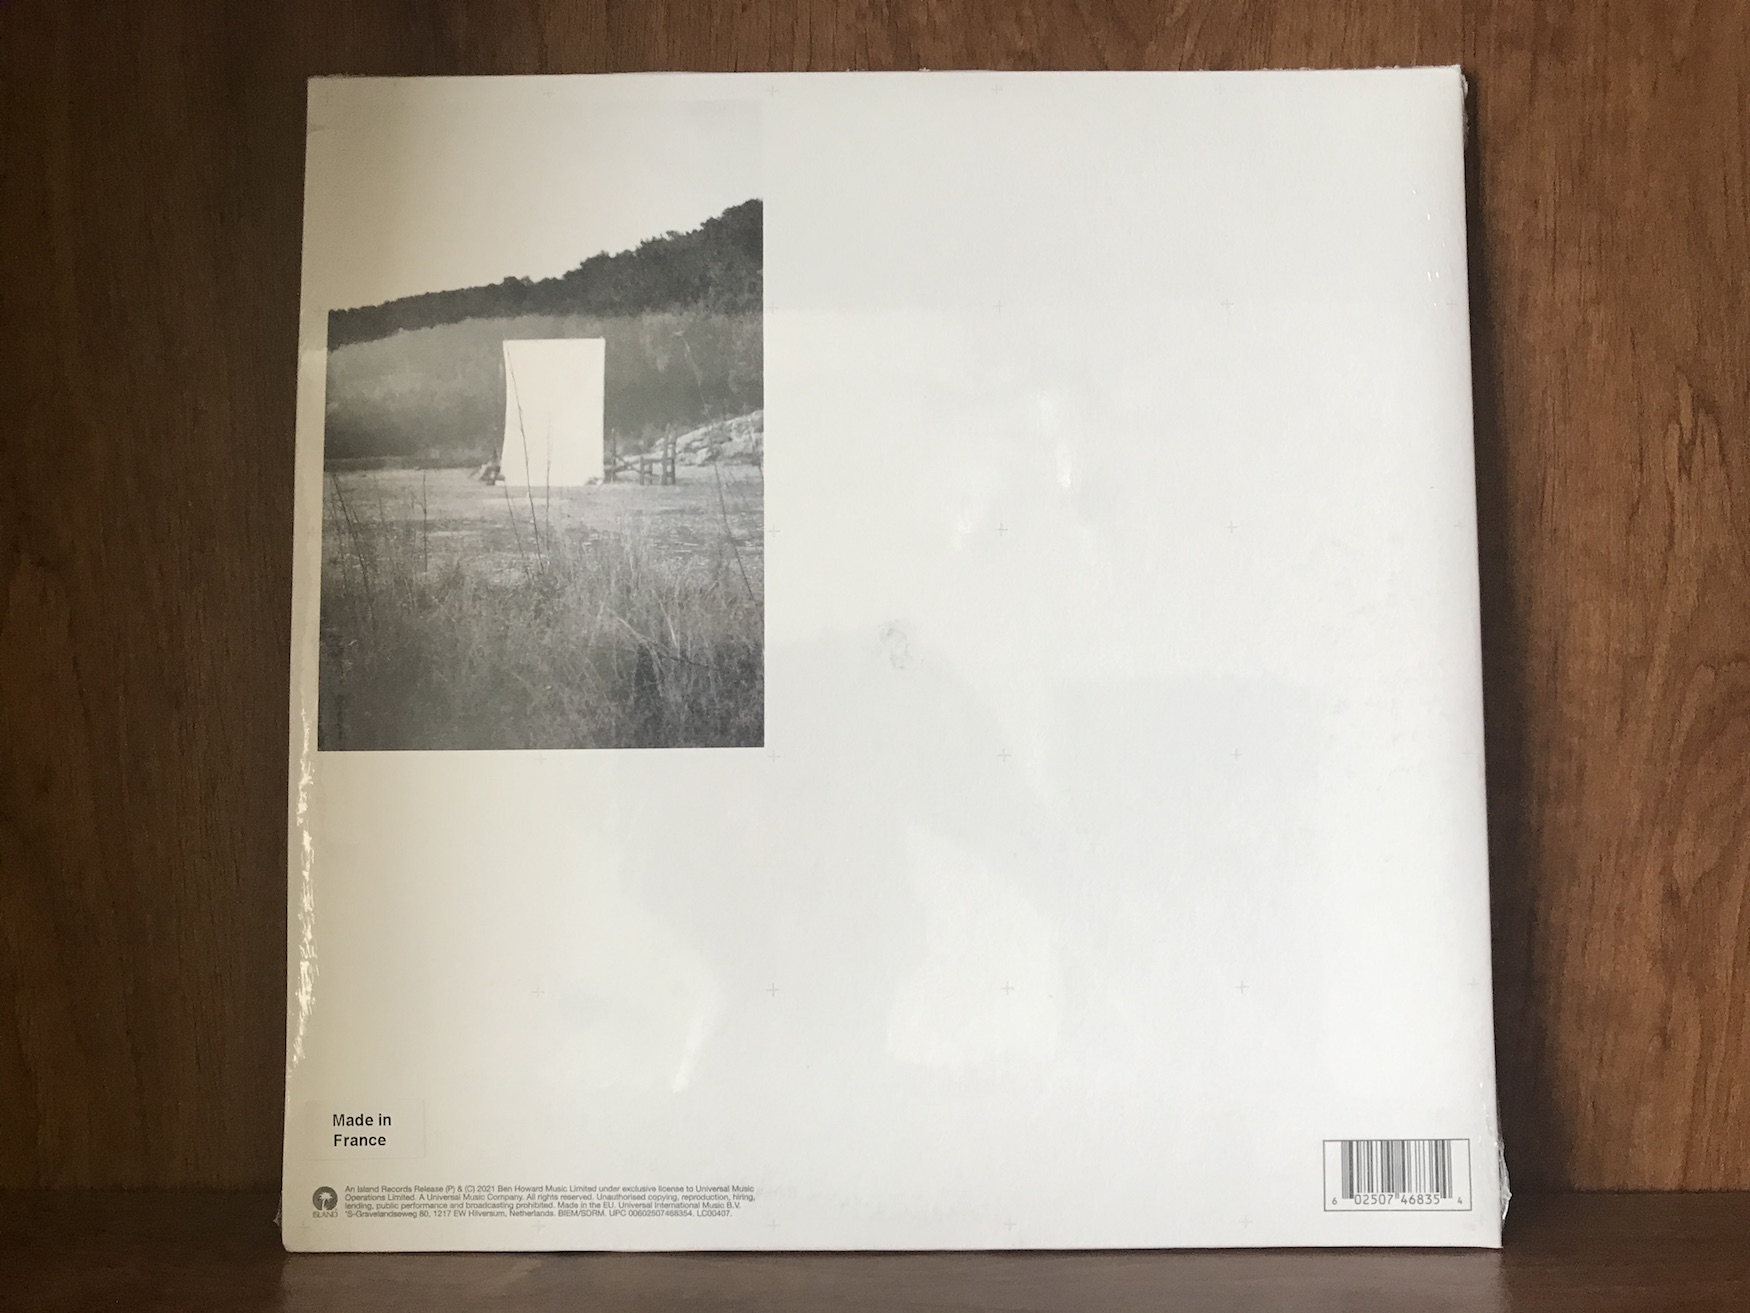 Made in
France
An Island Records Release (P) & (C) 2021 Ben Howard Music Limited under exclusive license to Universal Music
Operations Limited. A Universal Music Company. All rights reserved. Unauthorised copying, reproduction, hiring,
lending, public performance and broadcasting prohibited. Made in the EU. Universal International Music B.V.
'S-Gravelandseweg 80, 1217 EW Hilversum, Netherlands. BIEM/SDRM. UPC 00602507468354. LC00407.
ISLAND
6 02507 46835 4